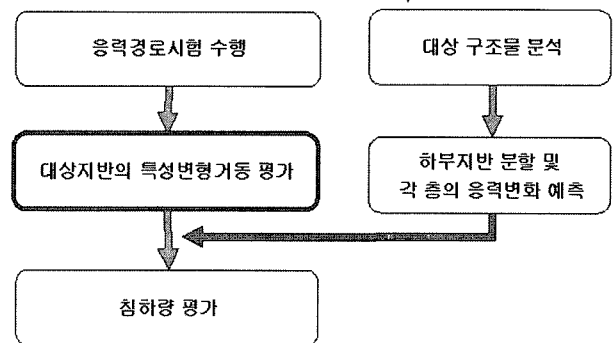 응력경로시험 수행
대상 구조물 분석
대상지반의 특성변형거동 평가
하부지반 분할 및
각 층의 응력변화 예측
침하량 평가